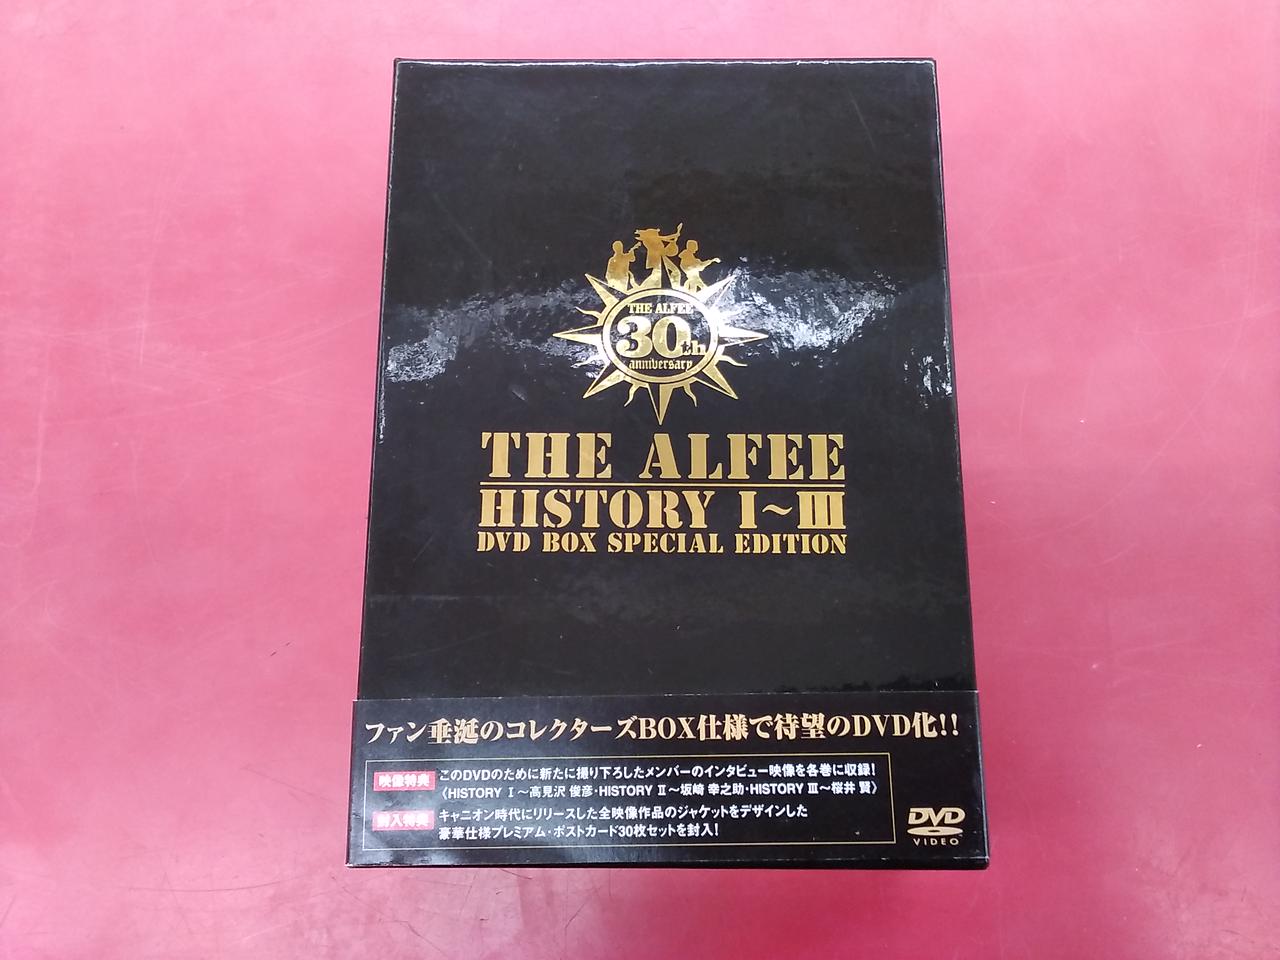 THE ALFEE
30th
anniversary
THE ALFEE
HISTORY I~III
DVD BOX SPECIAL EDITION
ファン垂涎のコレクターズBOX仕様で待望のDVD化!!
映像特典 このDVDのために新たに撮り下ろしたメンバーのインタビュー映像を各巻に収録!
〈HISTORY Ⅰ～高見沢 俊彦・HISTORY Ⅱ～坂崎 幸之助・HISTORY Ⅲ～桜井 賢〉
封入特典 キャニオン時代にリリースした全映像作品のジャケットをデザインした
豪華仕様プレミアム・ポストカード30枚セットを封入!
DVD
VIDEO